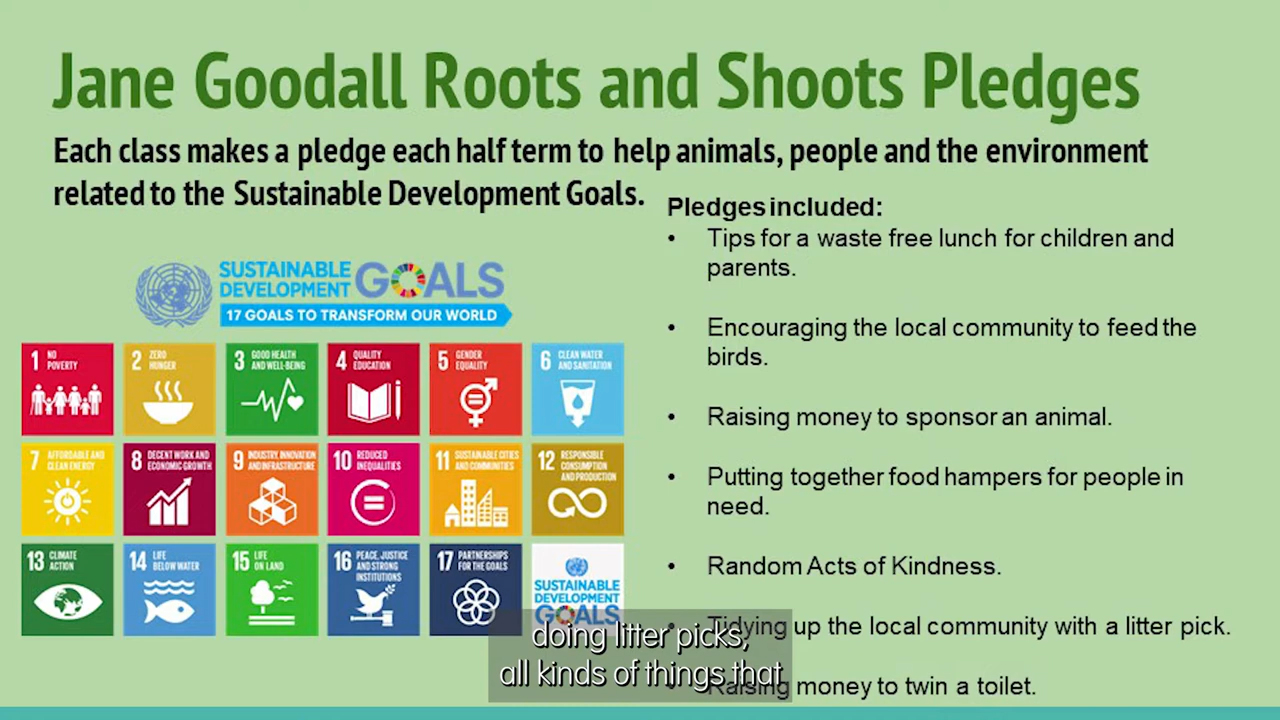 Jane Goodall Roots and Shoots Pledges
Each class makes a pledge each half term to help animals, people and the environment
related to the Sustainable Development Goals.
SUSTAINABLE
DEVELOPMENT
GOALS
17 GOALS TO TRANSFORM OUR WORLD
1 NO
POVERTY
2 ZERO
HUNGER
3 GOOD HEALTH
AND WELL-BEING
4 QUALITY
EDUCATION
5 GENDER
EQUALITY
6 CLEAN WATER
AND SANITATION
7 AFFORDABLE AND
CLEAN ENERGY
8 DECENT WORK AND
ECONOMIC GROWTH
9 INDUSTRY, INNOVATION
AND INFRASTRUCTURE
10 REDUCED
INEQUALITIES
11 SUSTAINABLE CITIES
AND COMMUNITIES
12 RESPONSIBLE
CONSUMPTION
AND PRODUCTION
13 CLIMATE
ACTION
14 LIFE
BELOW WATER
15 LIFE
ON LAND
16 PEACE, JUSTICE
AND STRONG
INSTITUTIONS
17 PARTNERSHIPS
FOR THE GOALS
SUSTAINABLE
DEVELOPMENT
GOALS
Pledges included:
• Tips for a waste free lunch for children and
parents.
• Encouraging the local community to feed the
birds.
• Raising money to sponsor an animal.
• Putting together food hampers for people in
need.
• Random Acts of Kindness.
• Tidying up the local community with a litter pick.
• Raising money to twin a toilet.
doing litter picks,
all kinds of things that